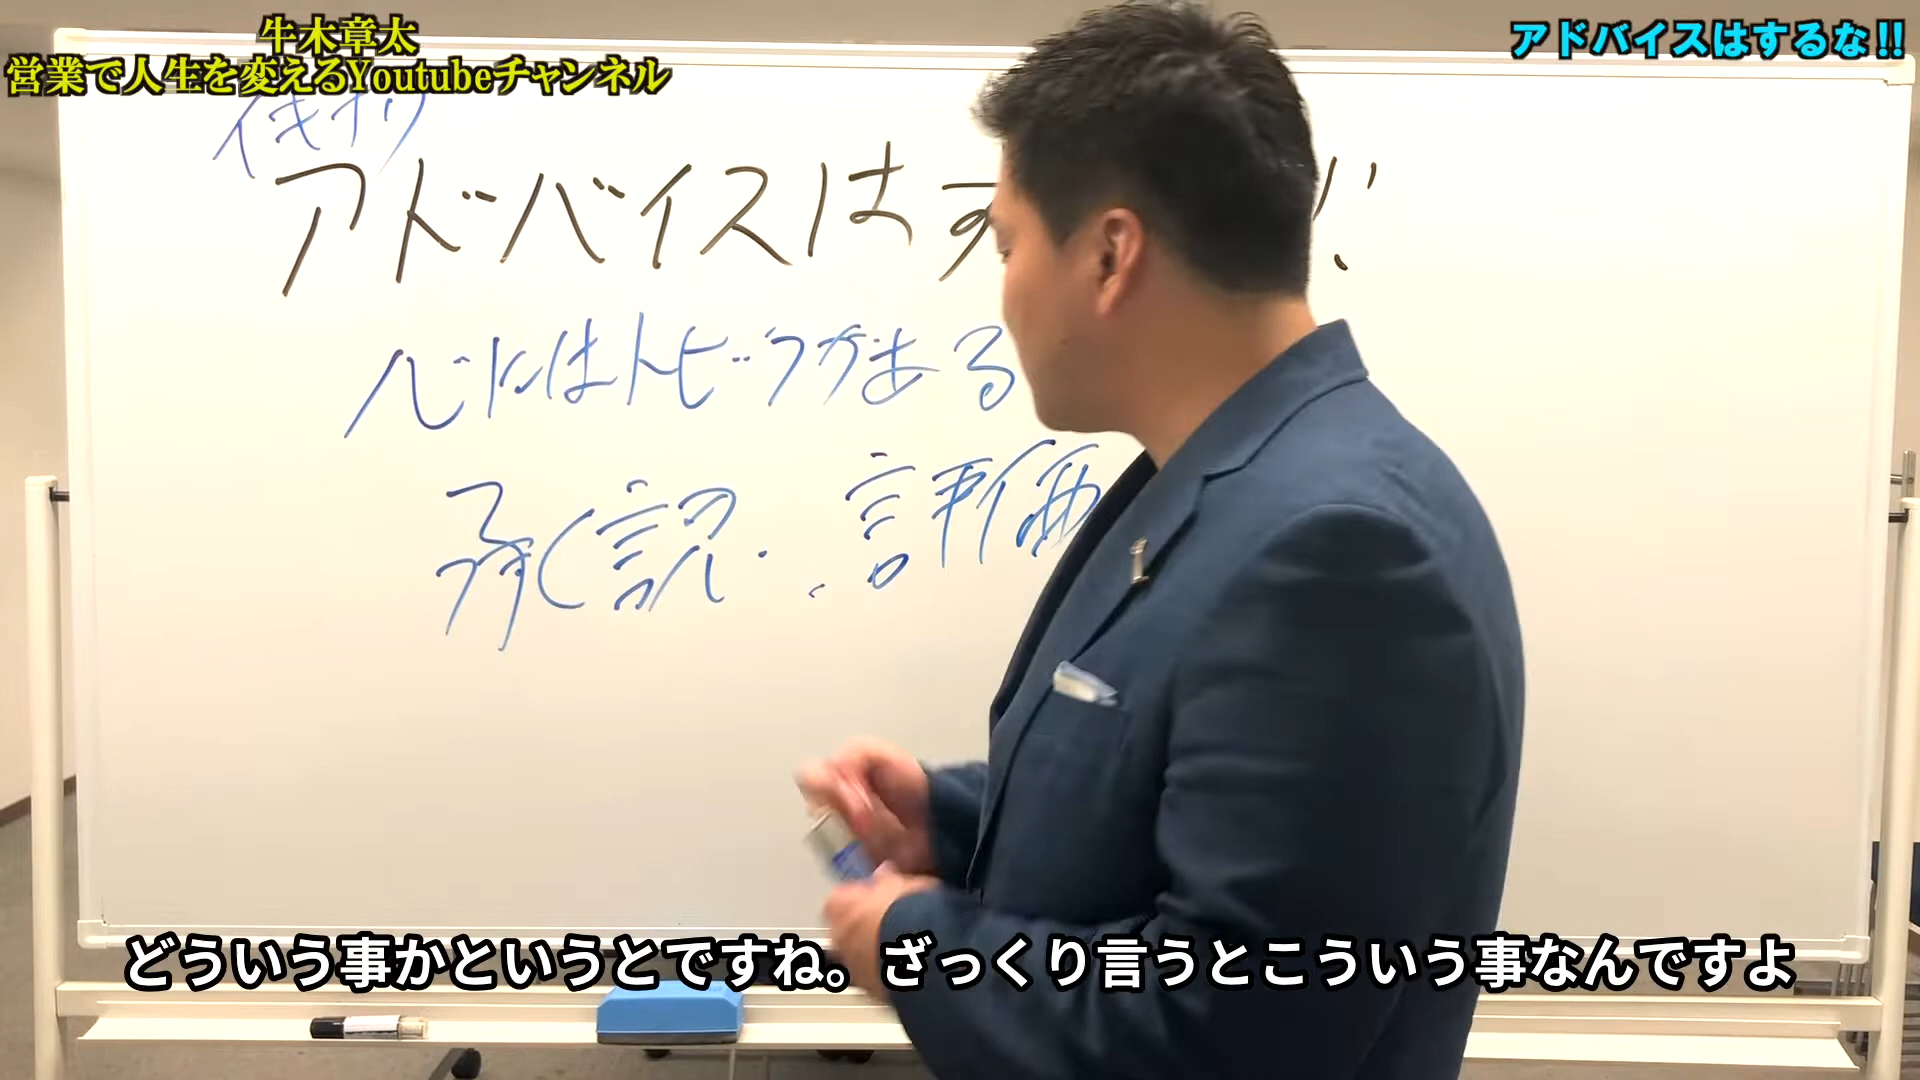 牛木章太
営業で人生を変えるYoutubeチャンネル
アドバイスはするな!!
イキナリ
アドバイスはす
心にはトビラがある
承認・評価
どういう事かというとですね。ざっくり言うとこういう事なんですよ